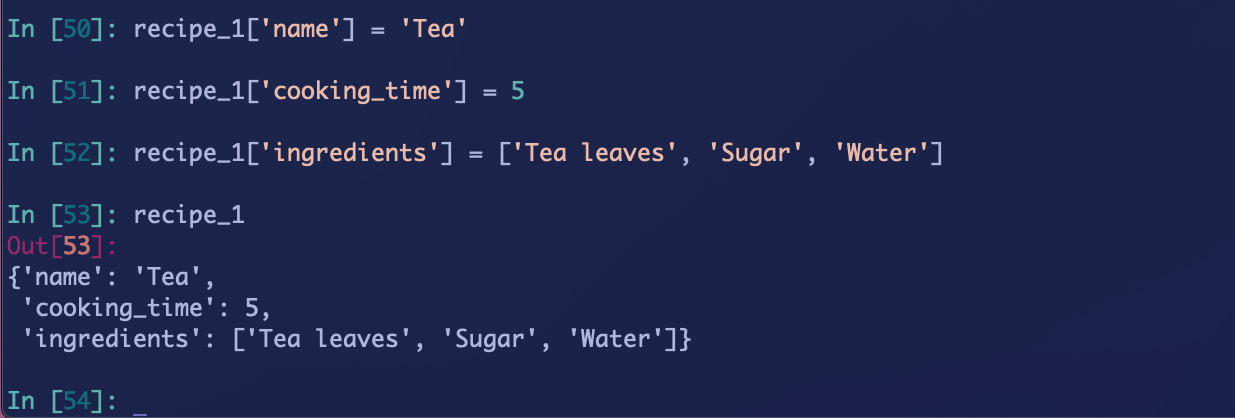 In [50]: recipe_1['name'] = 'Tea'
In [51]: recipe_1['cooking_time'] = 5
In [52]: recipe_1['ingredients'] = ['Tea leaves', 'Sugar', 'Water']
In [53]: recipe_1
Out[53]:
{'name': 'Tea',
 'cooking_time': 5,
 'ingredients': ['Tea leaves', 'Sugar', 'Water']}
In [54]: _